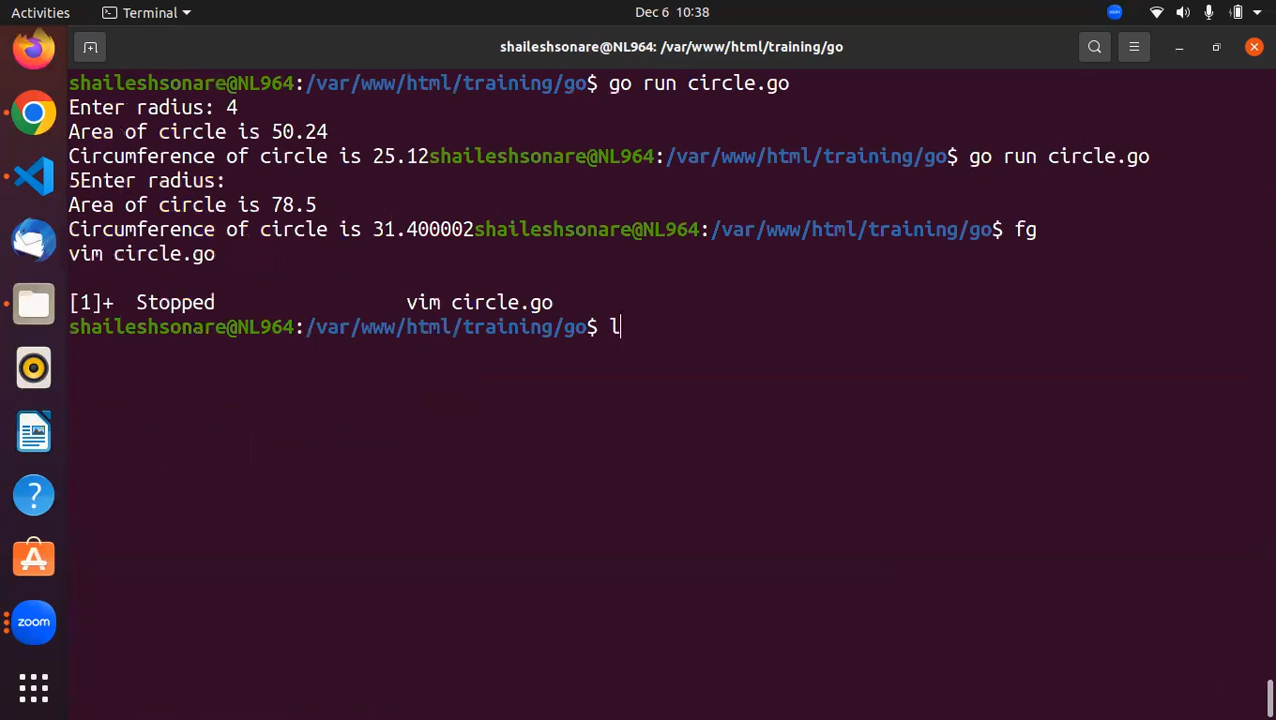 Activities Terminal Dec 6 10:38
shaileshsonare@NL964: /var/www/html/training/go
shaileshsonare@NL964:/var/www/html/training/go$ go run circle.go
Enter radius: 4
Area of circle is 50.24
Circumference of circle is 25.12shaileshsonare@NL964:/var/www/html/training/go$ go run circle.go
5Enter radius:
Area of circle is 78.5
Circumference of circle is 31.400002shaileshsonare@NL964:/var/www/html/training/go$ fg
vim circle.go
[1]+  Stopped                 vim circle.go
shaileshsonare@NL964:/var/www/html/training/go$ l
zoom